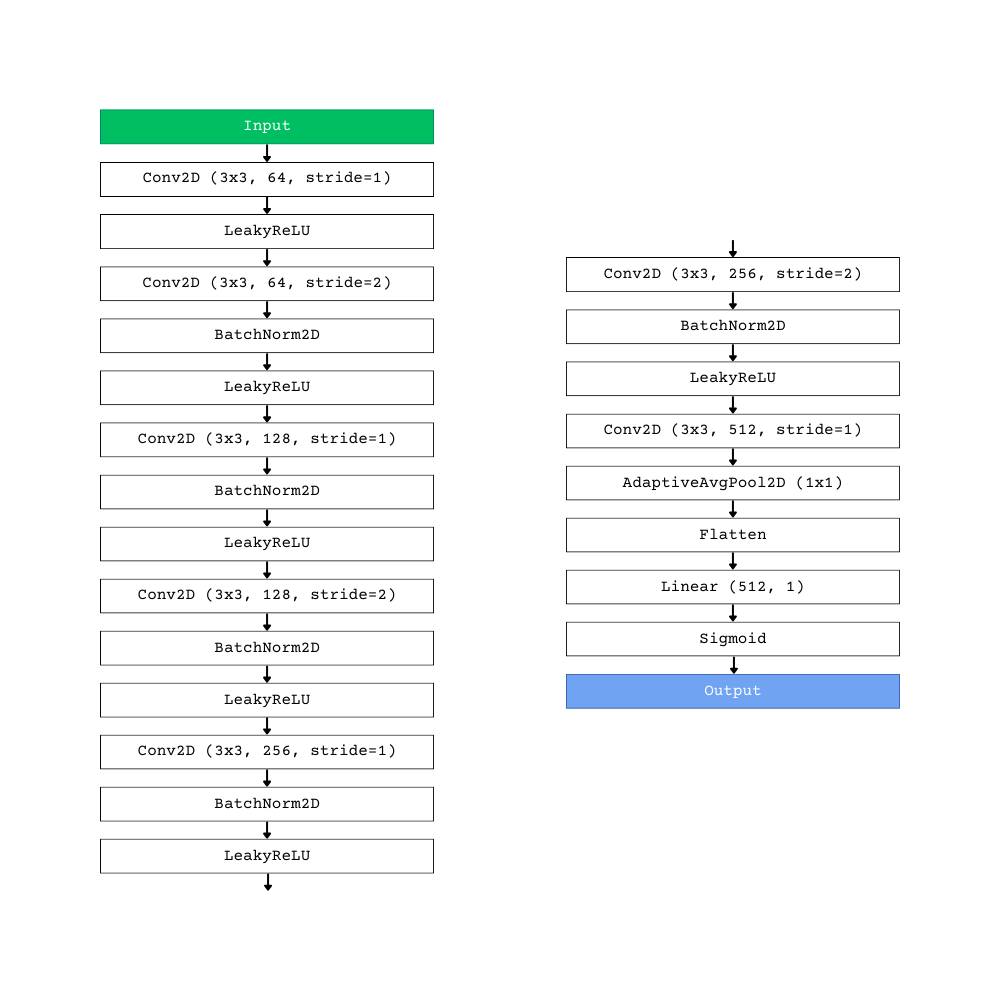 Input
Conv2D (3x3, 64, stride=1)
LeakyReLU
Conv2D (3x3, 64, stride=2)
BatchNorm2D
LeakyReLU
Conv2D (3x3, 128, stride=1)
BatchNorm2D
LeakyReLU
Conv2D (3x3, 128, stride=2)
BatchNorm2D
LeakyReLU
Conv2D (3x3, 256, stride=1)
BatchNorm2D
LeakyReLU
Conv2D (3x3, 256, stride=2)
BatchNorm2D
LeakyReLU
Conv2D (3x3, 512, stride=1)
AdaptiveAvgPool2D (1x1)
Flatten
Linear (512, 1)
Sigmoid
Output